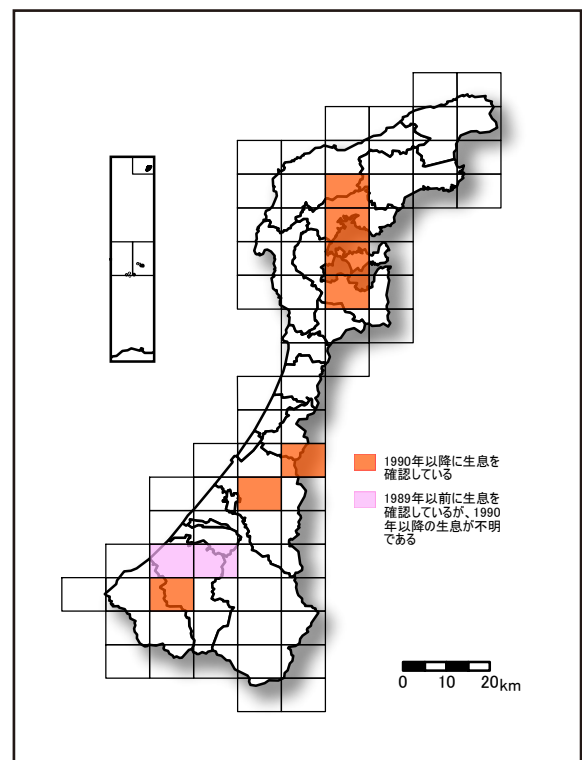 1990年以降に生息を
確認している
1989年以前に生息を
確認しているが、1990
年以降の生息が不明
である
0 10 20km